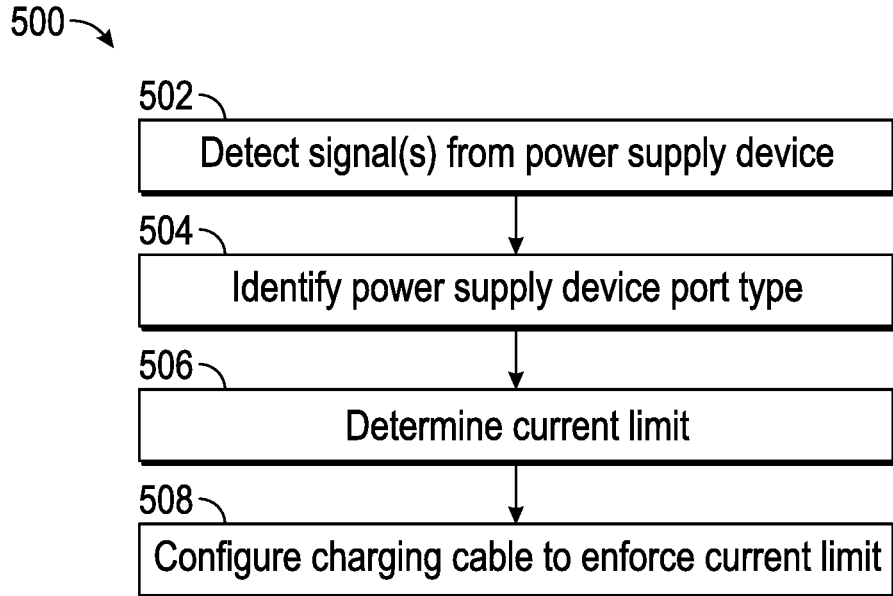 500
502
Detect signal(s) from power supply device
504
Identify power supply device port type
506
Determine current limit
508
Configure charging cable to enforce current limit